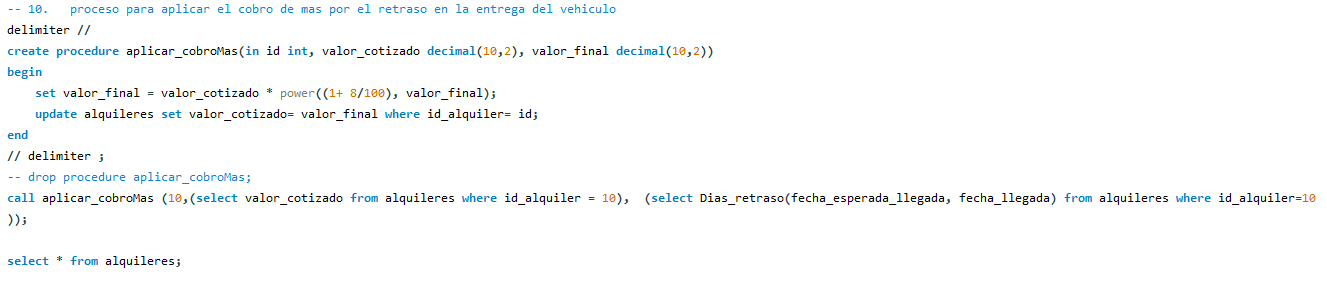 -- 10.   proceso para aplicar el cobro de mas por el retraso en la entrega del vehiculo
delimiter //
create procedure aplicar_cobroMas(in id int, valor_cotizado decimal(10,2), valor_final decimal(10,2))
begin
    set valor_final = valor_cotizado * power((1+ 8/100), valor_final);
    update alquileres set valor_cotizado= valor_final where id_alquiler= id;
end
// delimiter ;
-- drop procedure aplicar_cobroMas;
call aplicar_cobroMas (10,(select valor_cotizado from alquileres where id_alquiler = 10),  (select Dias_retraso(fecha_esperada_llegada, fecha_llegada) from alquileres where id_alquiler=10
));
select * from alquileres;